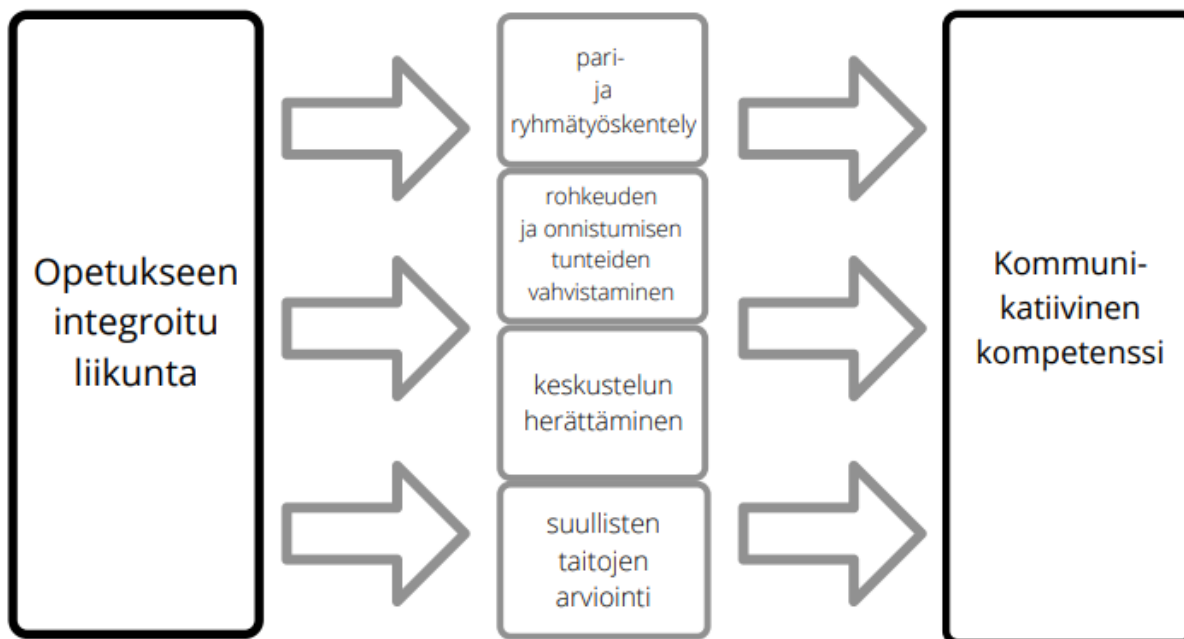 Opetukseen
integroitu
liikunta
pari-
ja
ryhmätyöskentely
rohkeuden
ja onnistumisen
tunteiden
vahvistaminen
keskustelun
herättäminen
suullisten
taitojen
arviointi
Kommuni-
katiivinen
kompetenssi